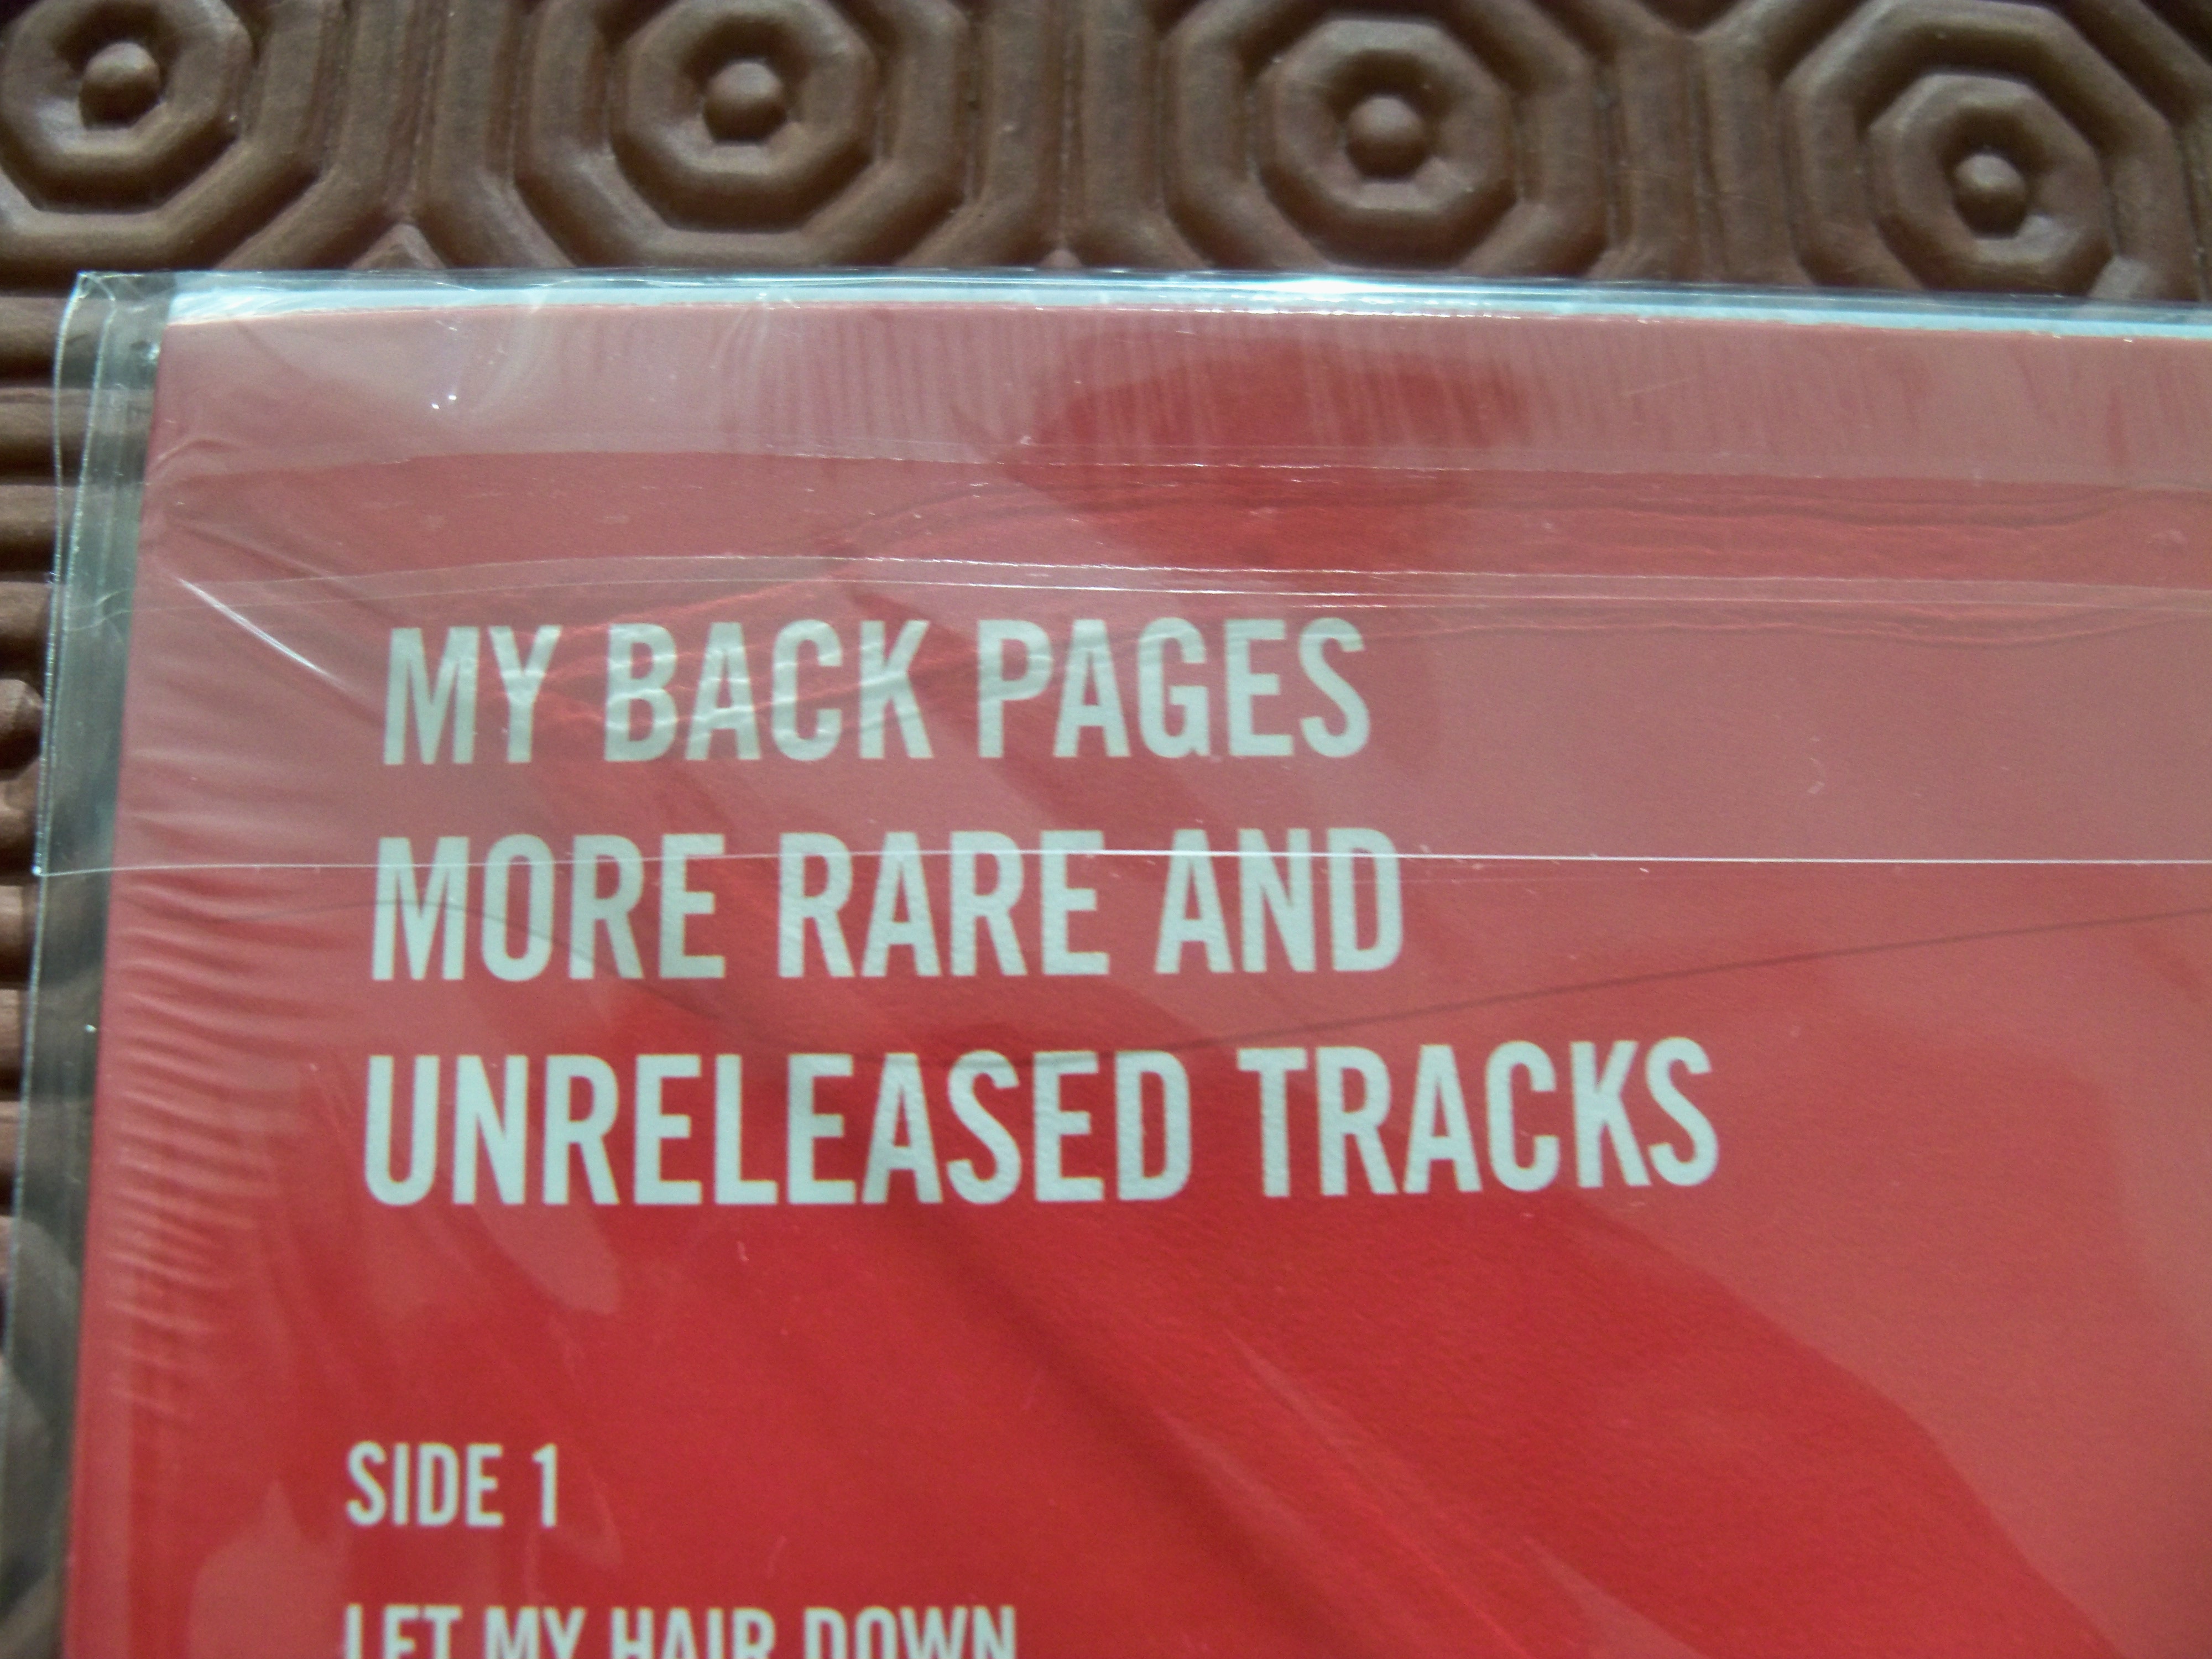 MY BACK PAGES
MORE RARE AND
UNRELEASED TRACKS
SIDE 1
LET MY HAIR DOWN